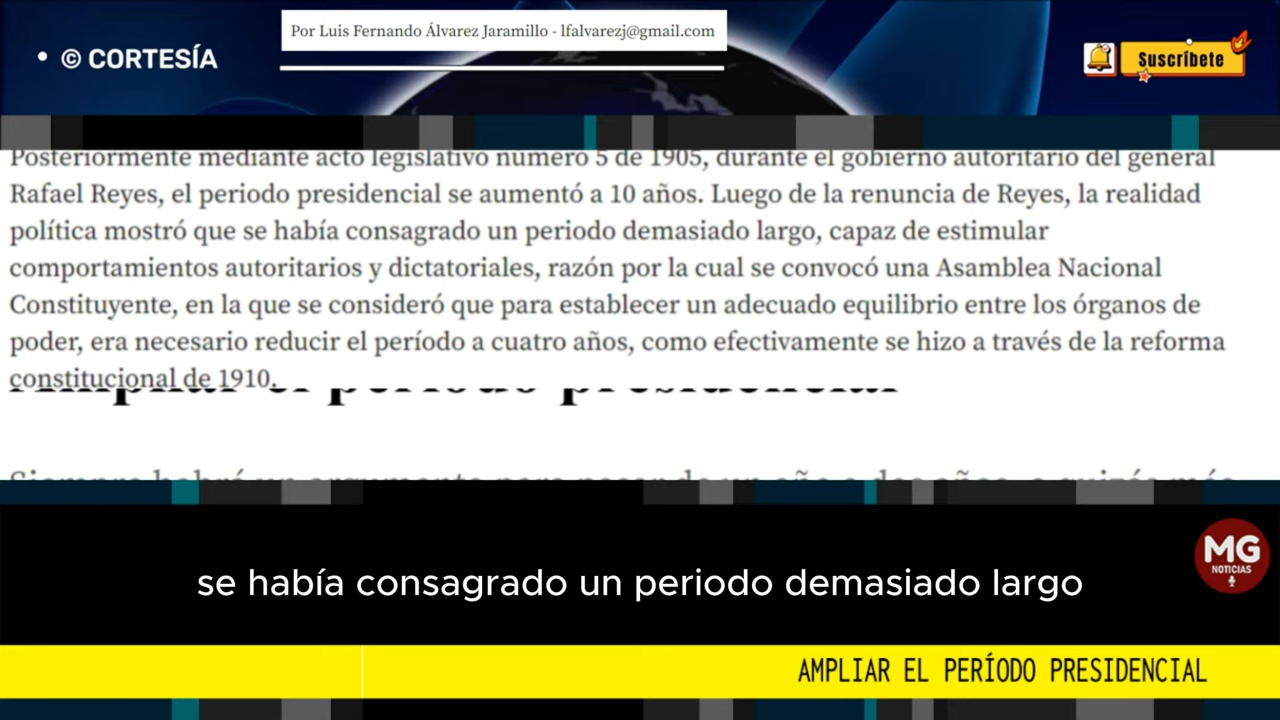 © CORTESÍA
Por Luis Fernando Álvarez Jaramillo - lfalvarezj@gmail.com
Suscríbete
Posteriormente mediante acto legislativo número 5 de 1905, durante el gobierno autoritario del general
Rafael Reyes, el periodo presidencial se aumentó a 10 años. Luego de la renuncia de Reyes, la realidad
política mostró que se había consagrado un periodo demasiado largo, capaz de estimular
comportamientos autoritarios y dictatoriales, razón por la cual se convocó una Asamblea Nacional
Constituyente, en la que se consideró que para establecer un adecuado equilibrio entre los órganos de
poder, era necesario reducir el período a cuatro años, como efectivamente se hizo a través de la reforma
constitucional de 1910.
Ampliar el período presidencial
MG
NOTICIAS
se había consagrado un periodo demasiado largo
AMPLIAR EL PERÍODO PRESIDENCIAL